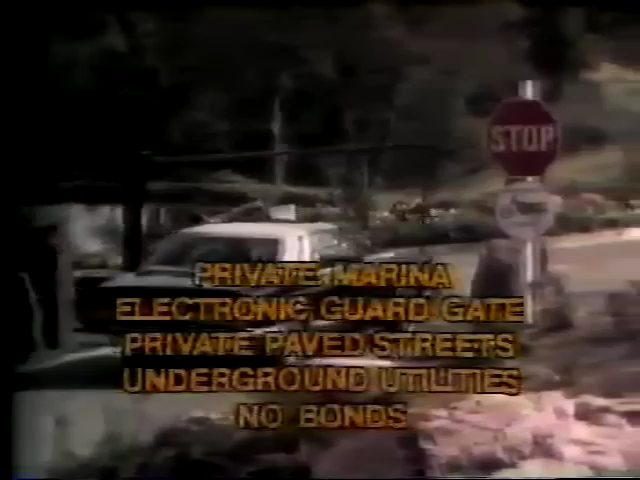 STOP
PRIVATE MARINA
ELECTRONIC GUARD GATE
PRIVATE PAVED STREETS
UNDERGROUND UTILITIES
NO BONDS